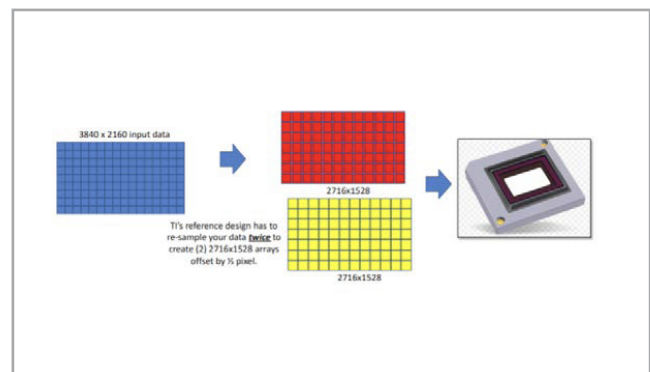 3840 x 2160 input data
2716x1528
TI's reference design has to
re-sample your data twice to
create (2) 2716x1528 arrays
offset by ½ pixel.
2716x1528